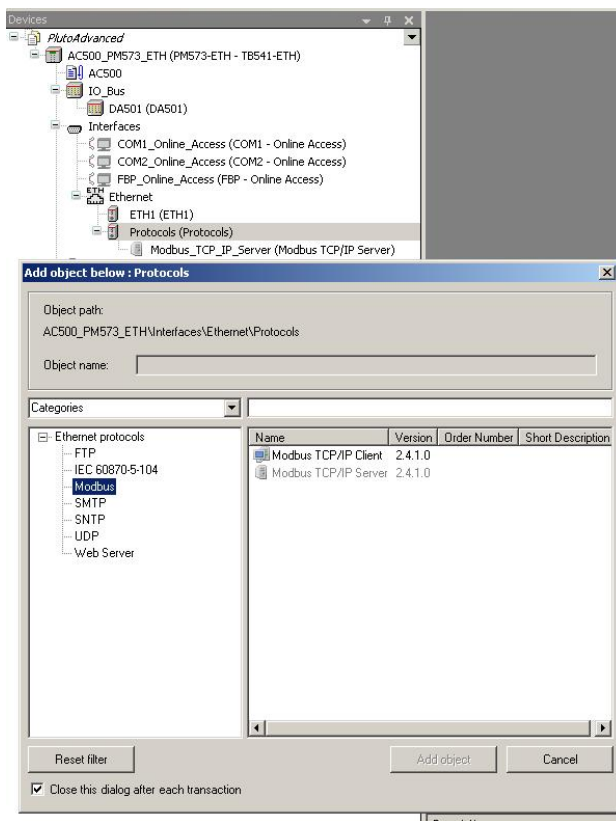 Devices
PlutoAdvanced
AC500_PM573_ETH (PM573-ETH - TB541-ETH)
AC500
IO_Bus
DA501 (DA501)
Interfaces
COM1_Online_Access (COM1 - Online Access)
COM2_Online_Access (COM2 - Online Access)
FBP_Online_Access (FBP - Online Access)
ETH Ethernet
ETH1 (ETH1)
Protocols (Protocols)
Modbus_TCP_IP_Server (Modbus TCP/IP Server)
Add object below : Protocols
Object path:
AC500_PM573_ETH\Interfaces\Ethernet\Protocols
Object name:
Categories
Ethernet protocols
FTP
IEC 60870-5-104
Modbus
SMTP
SNTP
UDP
Web Server
Name Version Order Number Short Description
Modbus TCP/IP Client 2.4.1.0
Modbus TCP/IP Server 2.4.1.0
Reset filter Add object Cancel
Close this dialog after each transaction